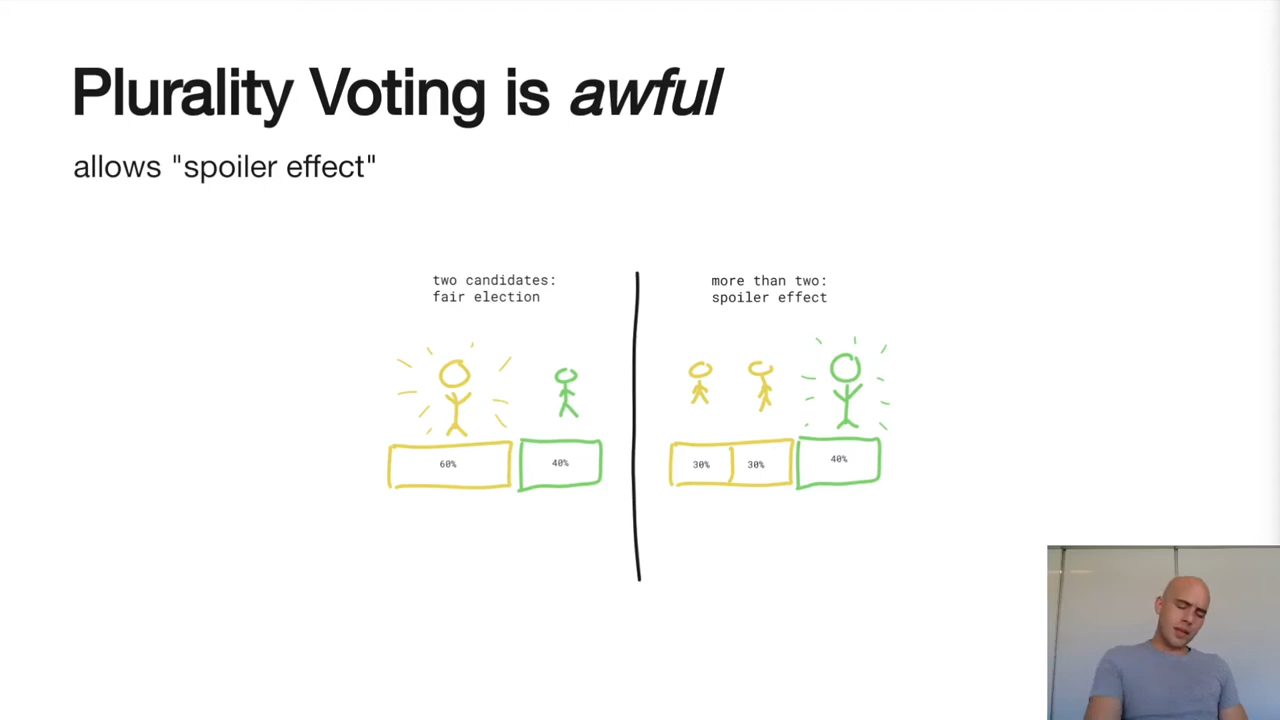 Plurality Voting is awful
allows "spoiler effect"
two candidates:
fair election
more than two:
spoiler effect
60%
40%
30%
30%
40%